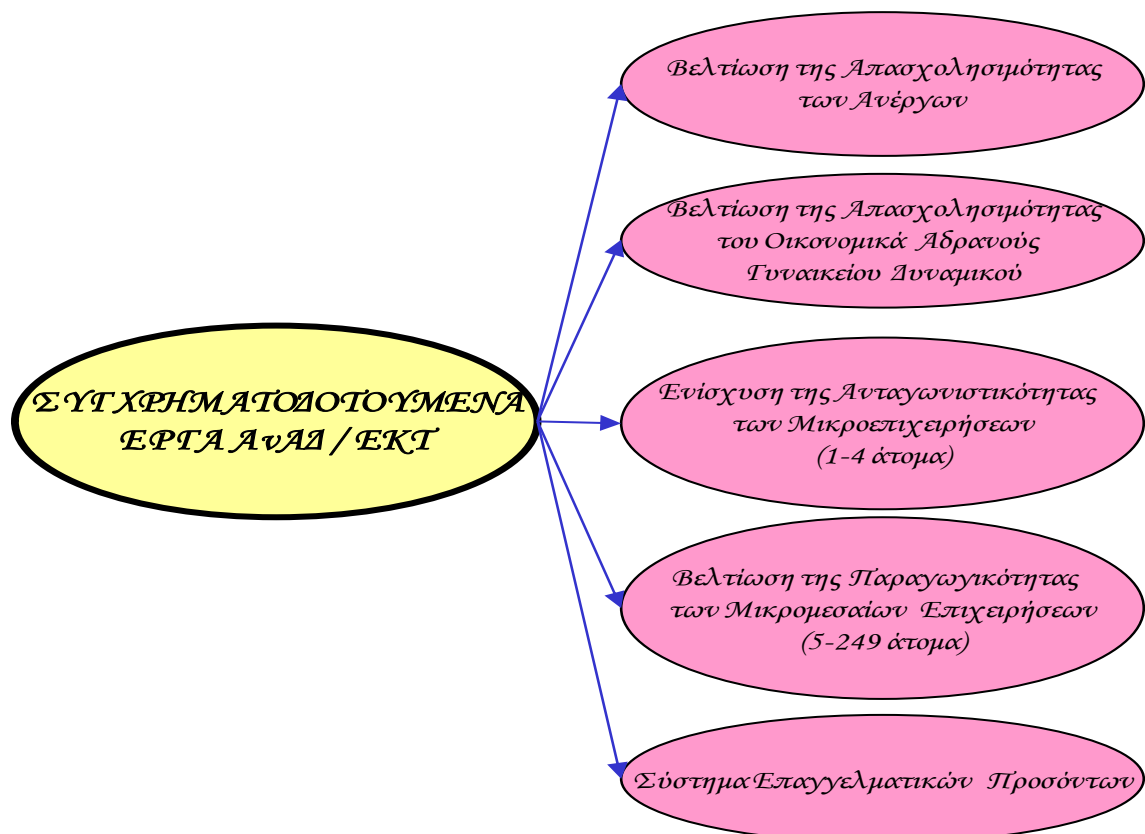 Βελτίωση της Απασχολησιμότητας
των Ανέργων
Βελτίωση της Απασχολησιμότητας
του Οικονομικά Αδρανούς
Γυναικείου Δυναμικού
ΣΥΓΧΡΗΜΑΤΟΔΟΤΟΥΜΕΝΑ
ΕΡΓΑ ΑνΑΔ / ΕΚΤ
Ενίσχυση της Ανταγωνιστικότητας
των Μικροεπιχειρήσεων
(1-4 άτομα)
Βελτίωση της Παραγωγικότητας
των Μικρομεσαίων Επιχειρήσεων
(5-249 άτομα)
Σύστημα Επαγγελματικών Προσόντων